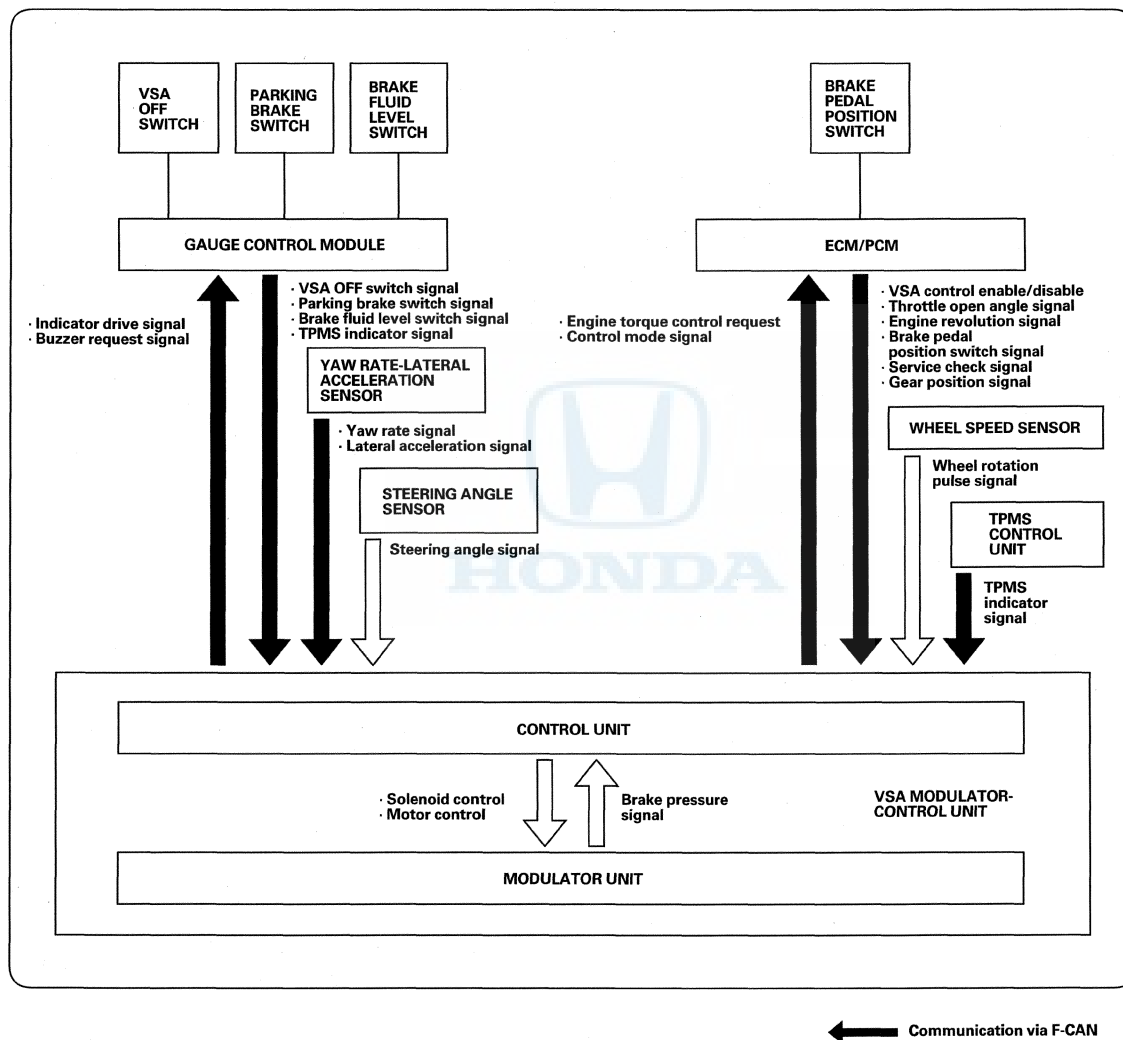 VSA
OFF
SWITCH
PARKING
BRAKE
SWITCH
BRAKE
FLUID
LEVEL
SWITCH
BRAKE
PEDAL
POSITION
SWITCH
GAUGE CONTROL MODULE
ECM/PCM
· Indicator drive signal
· Buzzer request signal
· VSA OFF switch signal
· Parking brake switch signal
· Brake fluid level switch signal
· TPMS indicator signal
· Engine torque control request
· Control mode signal
· VSA control enable/disable
· Throttle open angle signal
· Engine revolution signal
· Brake pedal
position switch signal
· Service check signal
· Gear position signal
YAW RATE-LATERAL
ACCELERATION
SENSOR
· Yaw rate signal
· Lateral acceleration signal
WHEEL SPEED SENSOR
Wheel rotation
pulse signal
STEERING ANGLE
SENSOR
Steering angle signal
TPMS
CONTROL
UNIT
TPMS
indicator
signal
HONDA
CONTROL UNIT
· Solenoid control
· Motor control
Brake pressure
signal
VSA MODULATOR-
CONTROL UNIT
MODULATOR UNIT
Communication via F-CAN